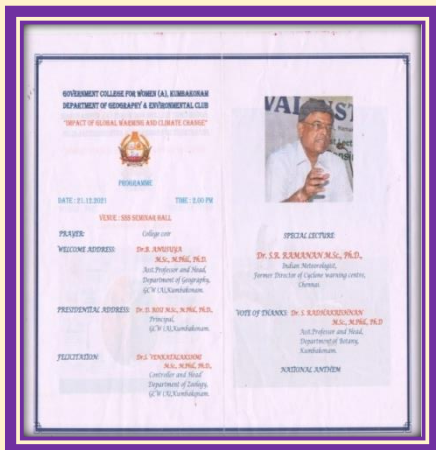 GOVERNMENT COLLEGE FOR WOMEN (A), KUMBAKONAM
DEPARTMENT OF GEOGRAPHY & ENVIRONMENTAL CLUB
"IMPACT OF GLOBAL WARMING AND CLIMATE CHANGE"
PROGRAMME
DATE : 21.12.2021 TIME : 2.00 PM
VENUE : SBS SEMINAR HALL
PRAYER: College coir
WELCOME ADDRESS: Dr.B. ANUSUYA
M.Sc., M.Phil, Ph.D.
Asst.Professor and Head,
Department of Geography,
GCW (A),Kumbakonam.
PRESIDENTIAL ADDRESS: Dr. D. ROSI M.Sc., M.Phil, Ph.D.,
Principal,
GCW (A),Kumbakonam.
FELICITATION: Dr.S. VENKATALAKSHMI
M.Sc., M.Phil, Ph.D.,
Controller and Head
Department of Zoology,
GCW (A),Kumbakonam.
VAL INST
SPECIAL LECTURE
Dr. S.R. RAMANAN M.Sc., Ph.D.,
Indian Meteorologist,
Former Director of Cyclone warning centre,
Chennai.
VOTE OF THANKS: Dr. S. RADHAKRISHNAN
M.Sc., M.Phil, Ph.D
Asst.Professor and Head,
Department of Botany,
Kumbakonam.
NATIONAL ANTHEM